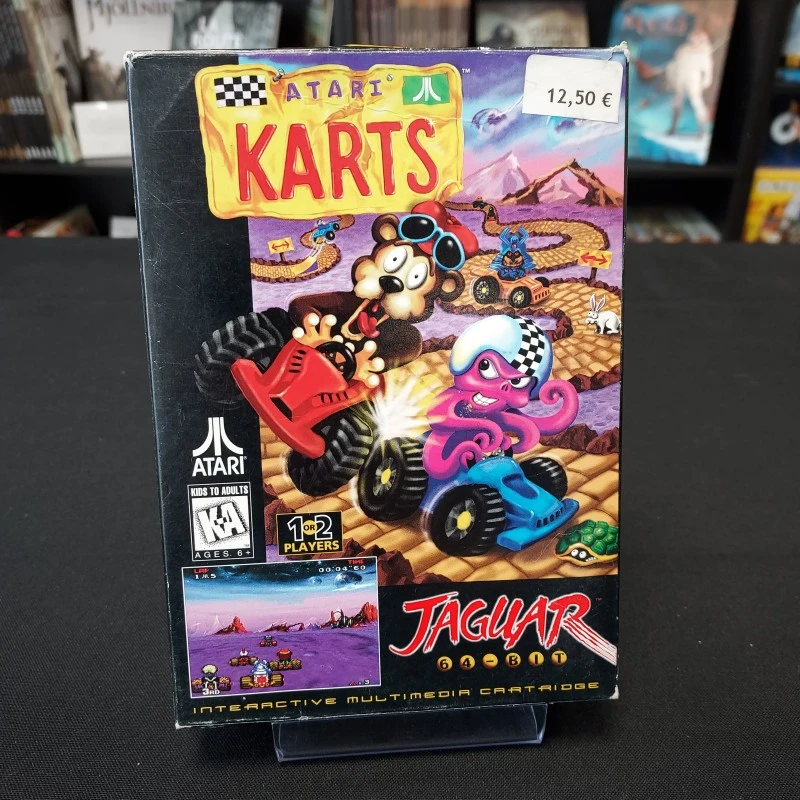 ATARI
™
KARTS
12,50 €
ATARI
KIDS TO ADULTS
KA
AGES 6+
1 OR 2
PLAYERS
LAP
1/5
TIME
00:04"60
3RD
JAGUAR
64-BIT
INTERACTIVE MULTIMEDIA CARTRIDGE